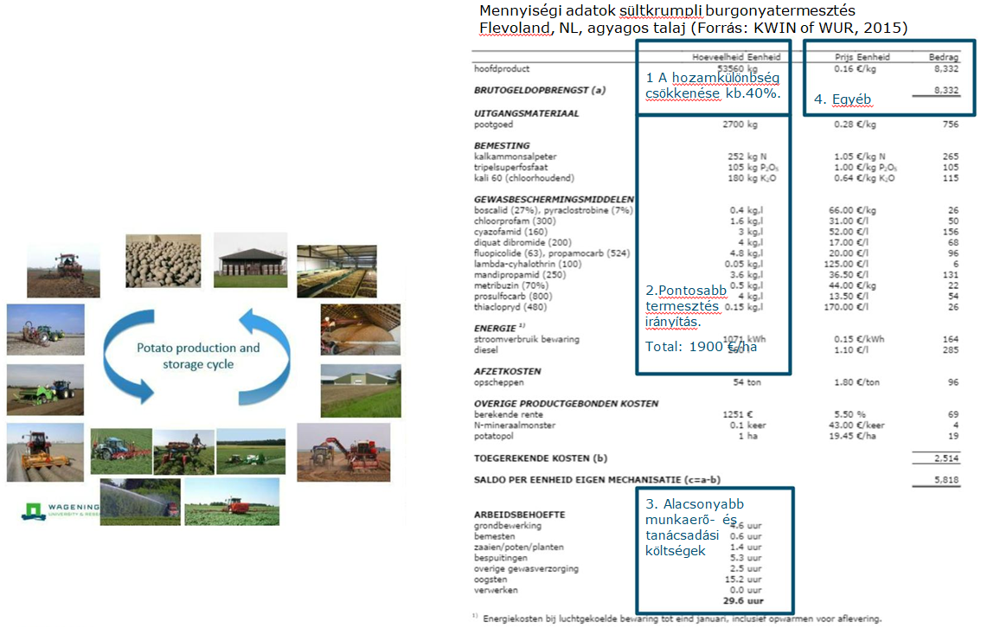 Mennyiségi adatok sültkrumpli burgonyatermesztés
Flevoland, NL, agyagos talaj (Forrás: KWIN of WUR, 2015)
Potato production and
storage cycle
WAGENING
UNIVERSITY & RESE
Hoeveelheid Eenheid Prijs Eenheid Bedrag
hoofdproduct 53560 kg 0.16 €/kg 8,332
1 A hozamkülönbség
csökkenése kb.40%.
4. Egyéb
BRUTOGELDOPBRENGST (a) 8,332
UITGANGSMATERIAAL
pootgoed 2700 kg 0.28 €/kg 756
BEMESTING
kalkammonsalpeter 252 kg N 1.05 €/kg N 265
tripelsuperfosfaat 105 kg P₂O₅ 1.00 €/kg P₂O₅ 105
kali 60 (chloorhoudend) 180 kg K₂O 0.64 €/kg K₂O 115
GEWASBESCHERMINGSMIDDELEN
boscalid (27%), pyraclostrobine (7%) 0.4 kg,l 66.00 €/kg 26
chloorprofam (300) 1.6 kg,l 31.00 €/l 50
cyazofamid (160) 3 kg,l 52.00 €/l 156
diquat dibromide (200) 4 kg,l 17.00 €/l 68
fluopicolide (63), propamocarb (524) 4.8 kg,l 20.00 €/l 96
lambda-cyhalothrin (100) 0.05 kg,l 125.00 €/l 6
mandipropamid (250) 3.6 kg,l 36.50 €/l 131
metribuzin (70%) 0.5 kg,l 44.00 €/kg 22
prosulfocarb (800) 4 kg,l 13.50 €/l 54
thiaclopryd (480) 0.15 kg,l 170.00 €/l 26
2.Pontosabb
termesztés
irányítás.
Total: 1900 €/ha
ENERGIE ¹⁾
stroomverbruik bewaring 1071 kWh 0.15 €/kWh 164
diesel 1.10 €/l 285
AFZETKOSTEN
opscheppen 54 ton 1.80 €/ton 96
OVERIGE PRODUCTGEBONDEN KOSTEN
berekende rente 1251 € 5.50 % 69
N-mineraalmonster 0.1 keer 43.00 €/keer 4
potatopol 1 ha 19.45 €/ha 19
TOEGEREKENDE KOSTEN (b) 2,514
SALDO PER EENHEID EIGEN MECHANISATIE (c=a-b) 5,818
3. Alacsonyabb
munkaerő- és
tanácsadási
költségek
ARBEIDSBEHOEFTE
grondbewerking 4.6 uur
bemesten 0.6 uur
zaaien/poten/planten 1.4 uur
bespuitingen 5.3 uur
overige gewasverzorging 2.5 uur
oogsten 15.2 uur
verwerken 0.0 uur
29.6 uur
¹⁾ Energiekosten bij luchtgekoelde bewaring tot eind januari, inclusief opwarmen voor aflevering.